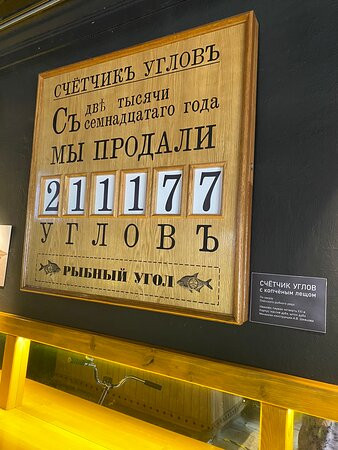 СЧЁТЧИКЪ УГЛОВЪ
Съ двѣ тысячи
семнадцатаго года
МЫ ПРОДАЛИ
211177
УГЛОВЪ
РЫБНЫЙ УГОЛ
СЧЁТЧИК УГЛОВ
с копчёным лещом